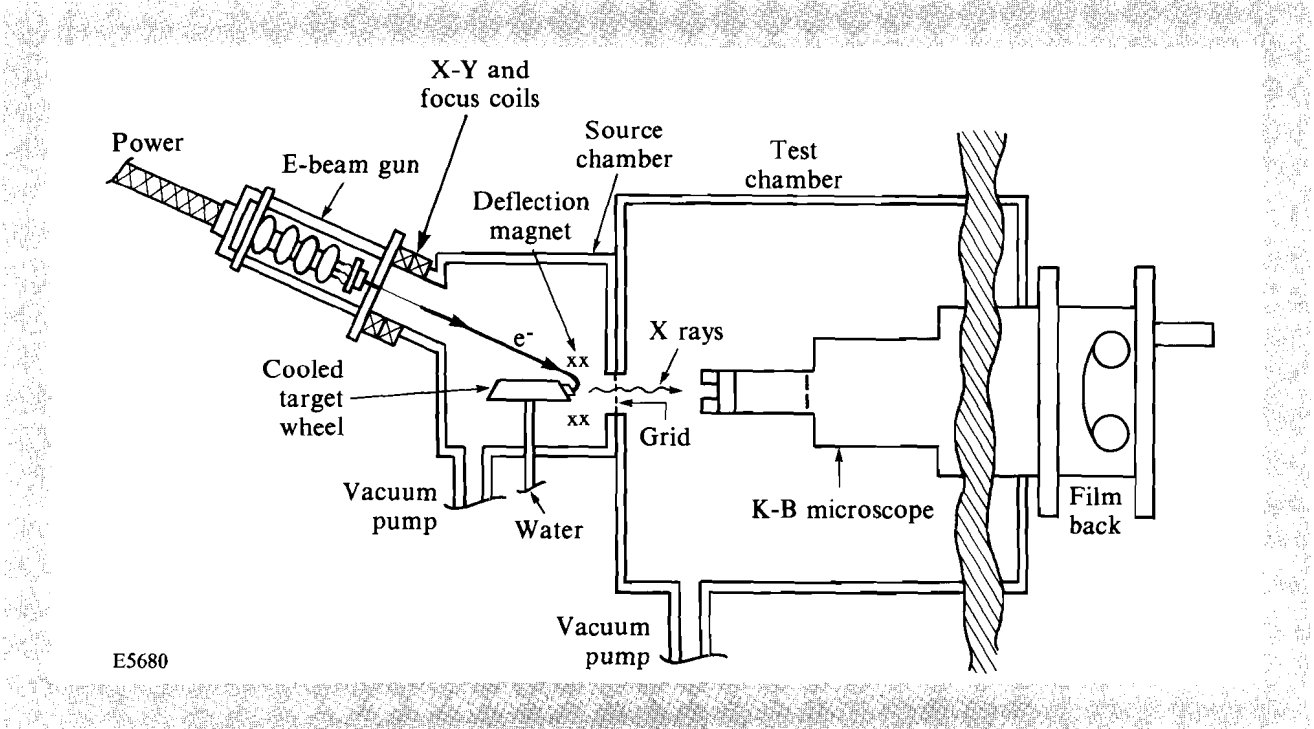 X-Y and
focus coils
Power
E-beam gun
Source
chamber
Test
chamber
Deflection
magnet
e-
xx
X rays
Cooled
target
wheel
xx
Grid
Vacuum
pump
Water
K-B microscope
Film
back
Vacuum
pump
E5680